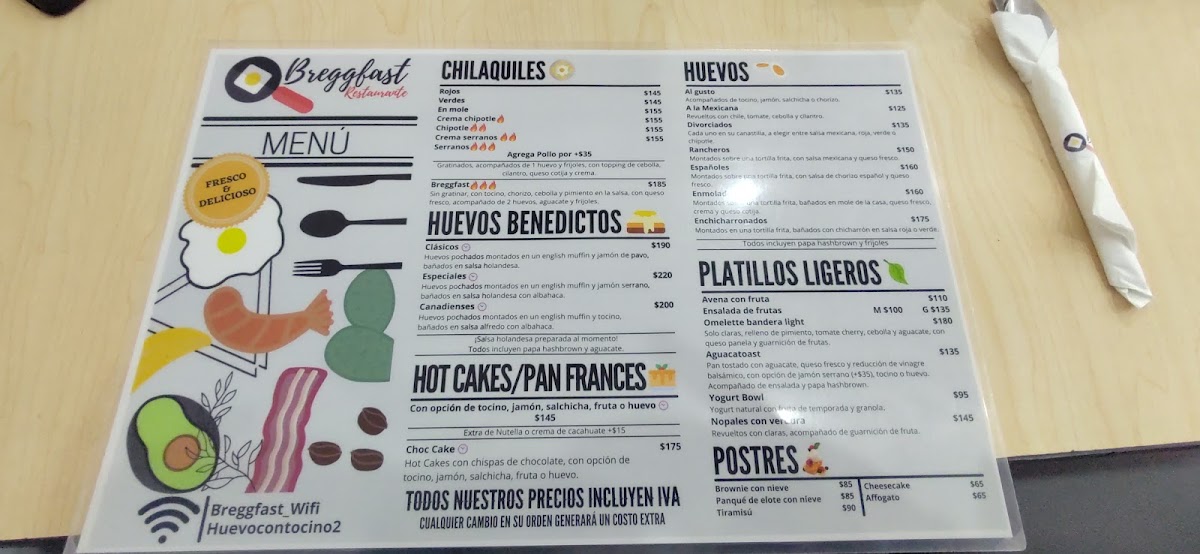 Breggfast
Restaurante
MENÚ
FRESCO
&
DELICIOSO
Breggfast_Wifi
Huevocontocino2
CHILAQUILES
Rojos $145
Verdes $145
En mole $155
Crema chipotle $155
Chipotle $155
Crema serranos $155
Serranos
Agrega Pollo por +$35
Gratinados, acompañados de 1 huevo y frijoles, con topping de cebolla,
cilantro, queso cotija y crema.
Breggfast $185
Sin gratinar, con tocino, chorizo, cebolla y pimiento en la salsa, con queso
fresco, acompañado de 2 huevos, aguacate y frijoles.
HUEVOS BENEDICTOS
Clásicos $190
Huevos pochados montados en un english muffin y jamón de pavo,
bañados en salsa holandesa.
Especiales $220
Huevos pochados montados en un english muffin y jamón serrano,
bañados en salsa holandesa con albahaca.
Canadienses $200
Huevos pochados montados en un english muffin y tocino,
bañados en salsa alfredo con albahaca.
¡Salsa holandesa preparada al momento!
Todos incluyen papa hashbrown y aguacate.
HOT CAKES/PAN FRANCES
Con opción de tocino, jamón, salchicha, fruta o huevo
$145
Extra de Nutella o crema de cacahuate +$15
Choc Cake $175
Hot Cakes con chispas de chocolate, con opción de
tocino, jamón, salchicha, fruta o huevo.
TODOS NUESTROS PRECIOS INCLUYEN IVA
CUALQUIER CAMBIO EN SU ORDEN GENERARÁ UN COSTO EXTRA
HUEVOS
Al gusto $135
Acompañados de tocino, jamón, salchicha o chorizo.
A la Mexicana $125
Revueltos con chile, tomate, cebolla y cilantro.
Divorciados $135
Cada uno en su canastilla, a elegir entre salsa mexicana, roja, verde o
chipotle.
Rancheros $150
Montados sobre una tortilla frita, con salsa mexicana y queso fresco.
Españoles $160
Montados sobre una tortilla frita, con salsa de chorizo español y queso
fresco.
$160
una tortilla frita, bañados en mole de la casa, queso fresco,
crema y queso cotija.
Enchicharronados $175
Montados en una tortilla frita, bañados con chicharrón en salsa roja o verde.
Todos incluyen papa hashbrown y frijoles
PLATILLOS LIGEROS
Avena con fruta $110
Ensalada de frutas M $100 G $135
Omelette bandera light $180
Solo claras, relleno de pimiento, tomate cherry, cebolla y aguacate, con
queso panela y guarnición de frutas.
Aguacatoast $135
Pan tostado con aguacate, queso fresco y reducción de vinagre
balsámico, con opción de jamón serrano (+$35), tocino o huevo.
Acompañado de ensalada y papa hashbrown.
Yogurt Bowl $95
Yogurt natural con fruta de temporada y granola.
Nopales con verdura $145
Revueltos con claras, acompañado de guarnición de fruta.
POSTRES
Brownie con nieve $85
Panqué de elote con nieve $85
Tiramisú $90
Cheesecake $65
Affogato $65